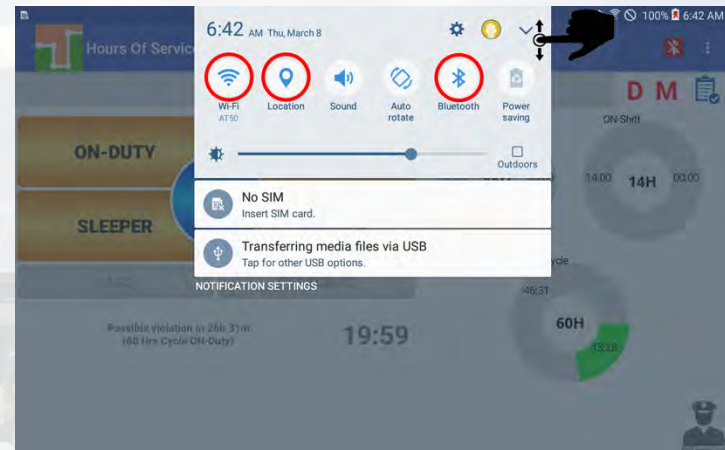 100% 6:42 AM
6:42 AM Thu, March 8
Hours Of Servic
Wi-Fi
AT50
Location
Sound
Auto
rotate
Bluetooth
Power
saving
Outdoors
D M
ON-Shift
ON-DUTY
14:00 14H 00:00
No SIM
Insert SIM card.
SLEEPER
Transferring media files via USB
Tap for other USB options.
NOTIFICATION SETTINGS
ycle
46:31
60H
13:28
Possible violation in 26h 31m
(60 Hrs Cycle ON-Duty)
19:59